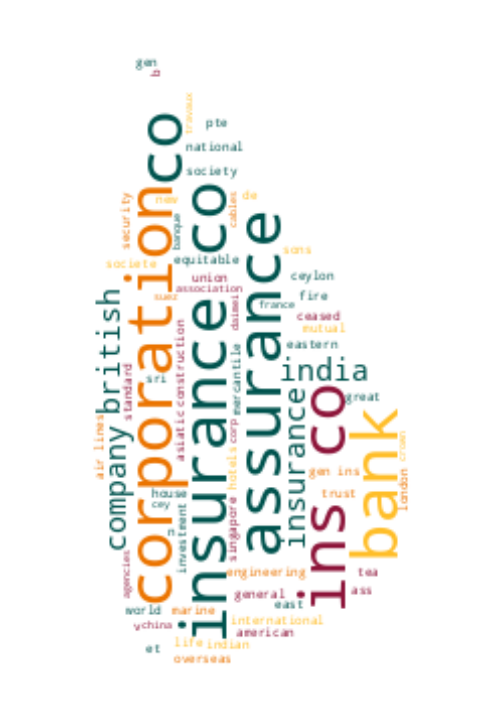 gen
travaux
co
pte
national
society
insurance co
corporation
new
security
banque
cables
de
assurance
equitable
sons
societe
union
ceylon
association
suez
france
fire
daimei
ceased
mutual
british
asiatic
construction
mercantile
eastern
india
standard
sri
great
insurance
ins co
bank
corp
air lines
company
hotels
crown
london
gen ins
house
cey
trust
singapore
n
investment
agencies
engineering
tea
ass
general
east
world
marine
international
y
china
american
life
indian
et
overseas